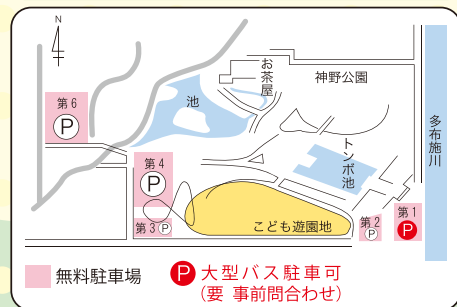 N
お茶屋
神野公園
第6
P
池
多布施川
トンボ池
第4
P
第3 P
こども遊園地
第2
P
第1
P
無料駐車場
P 大型バス駐車可
(要 事前問合わせ)